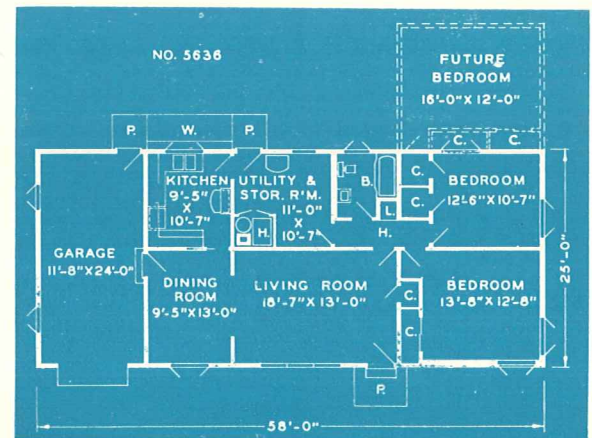 NO. 5636
FUTURE
BEDROOM
16'-0" X 12'-0"
P.
W.
P.
C.
C.
KITCHEN
9'-5"
X
10'-7"
UTILITY &
STOR. R'M.
11'-0"
X
10'-7"
H.
B.
L.
H.
C.
C.
BEDROOM
12'-6" X 10'-7"
GARAGE
11'-8" X 24'-0"
DINING
ROOM
9'-5" X 13'-0"
LIVING ROOM
18'-7" X 13'-0"
C.
C.
BEDROOM
13'-8" X 12'-8"
25'-0"
P.
58'-0"